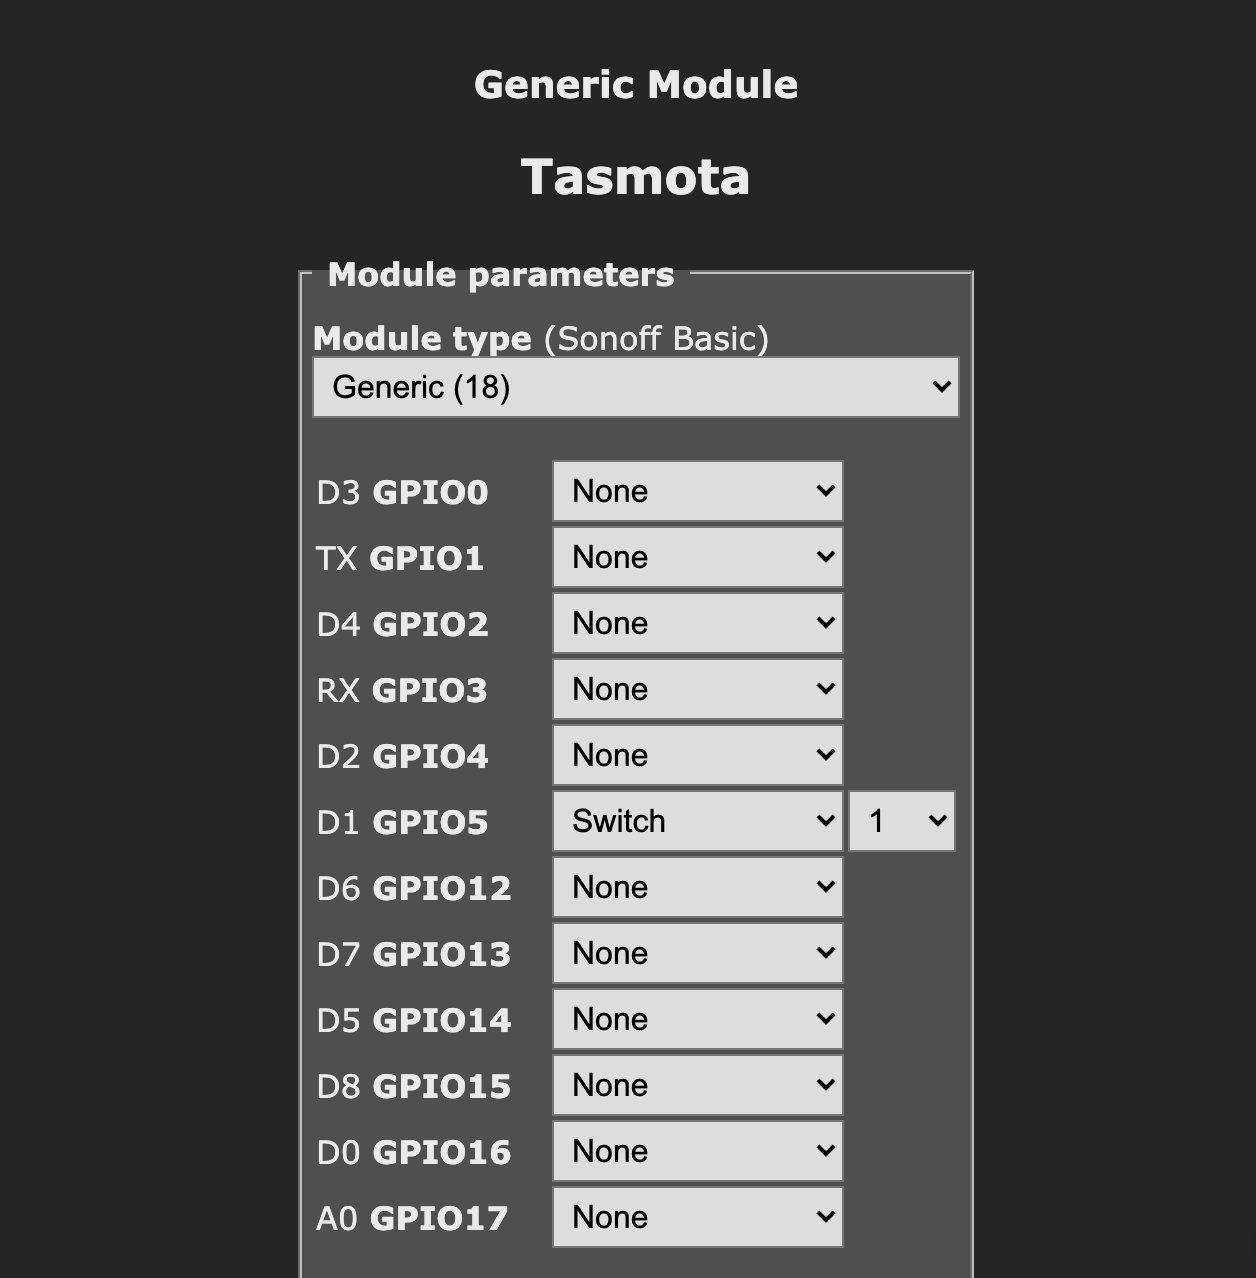 Generic Module
Tasmota
Module parameters
Module type (Sonoff Basic)
Generic (18)
D3 GPIO0 None
TX GPIO1 None
D4 GPIO2 None
RX GPIO3 None
D2 GPIO4 None
D1 GPIO5 Switch 1
D6 GPIO12 None
D7 GPIO13 None
D5 GPIO14 None
D8 GPIO15 None
D0 GPIO16 None
A0 GPIO17 None